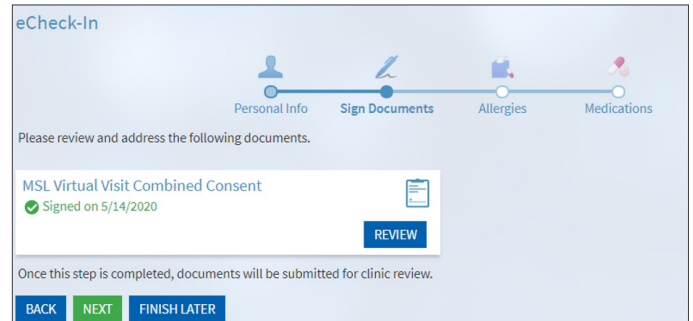 eCheck-In
Personal Info
Sign Documents
Allergies
Medications
Please review and address the following documents.
MSL Virtual Visit Combined Consent
Signed on 5/14/2020
REVIEW
Once this step is completed, documents will be submitted for clinic review.
BACK
NEXT
FINISH LATER